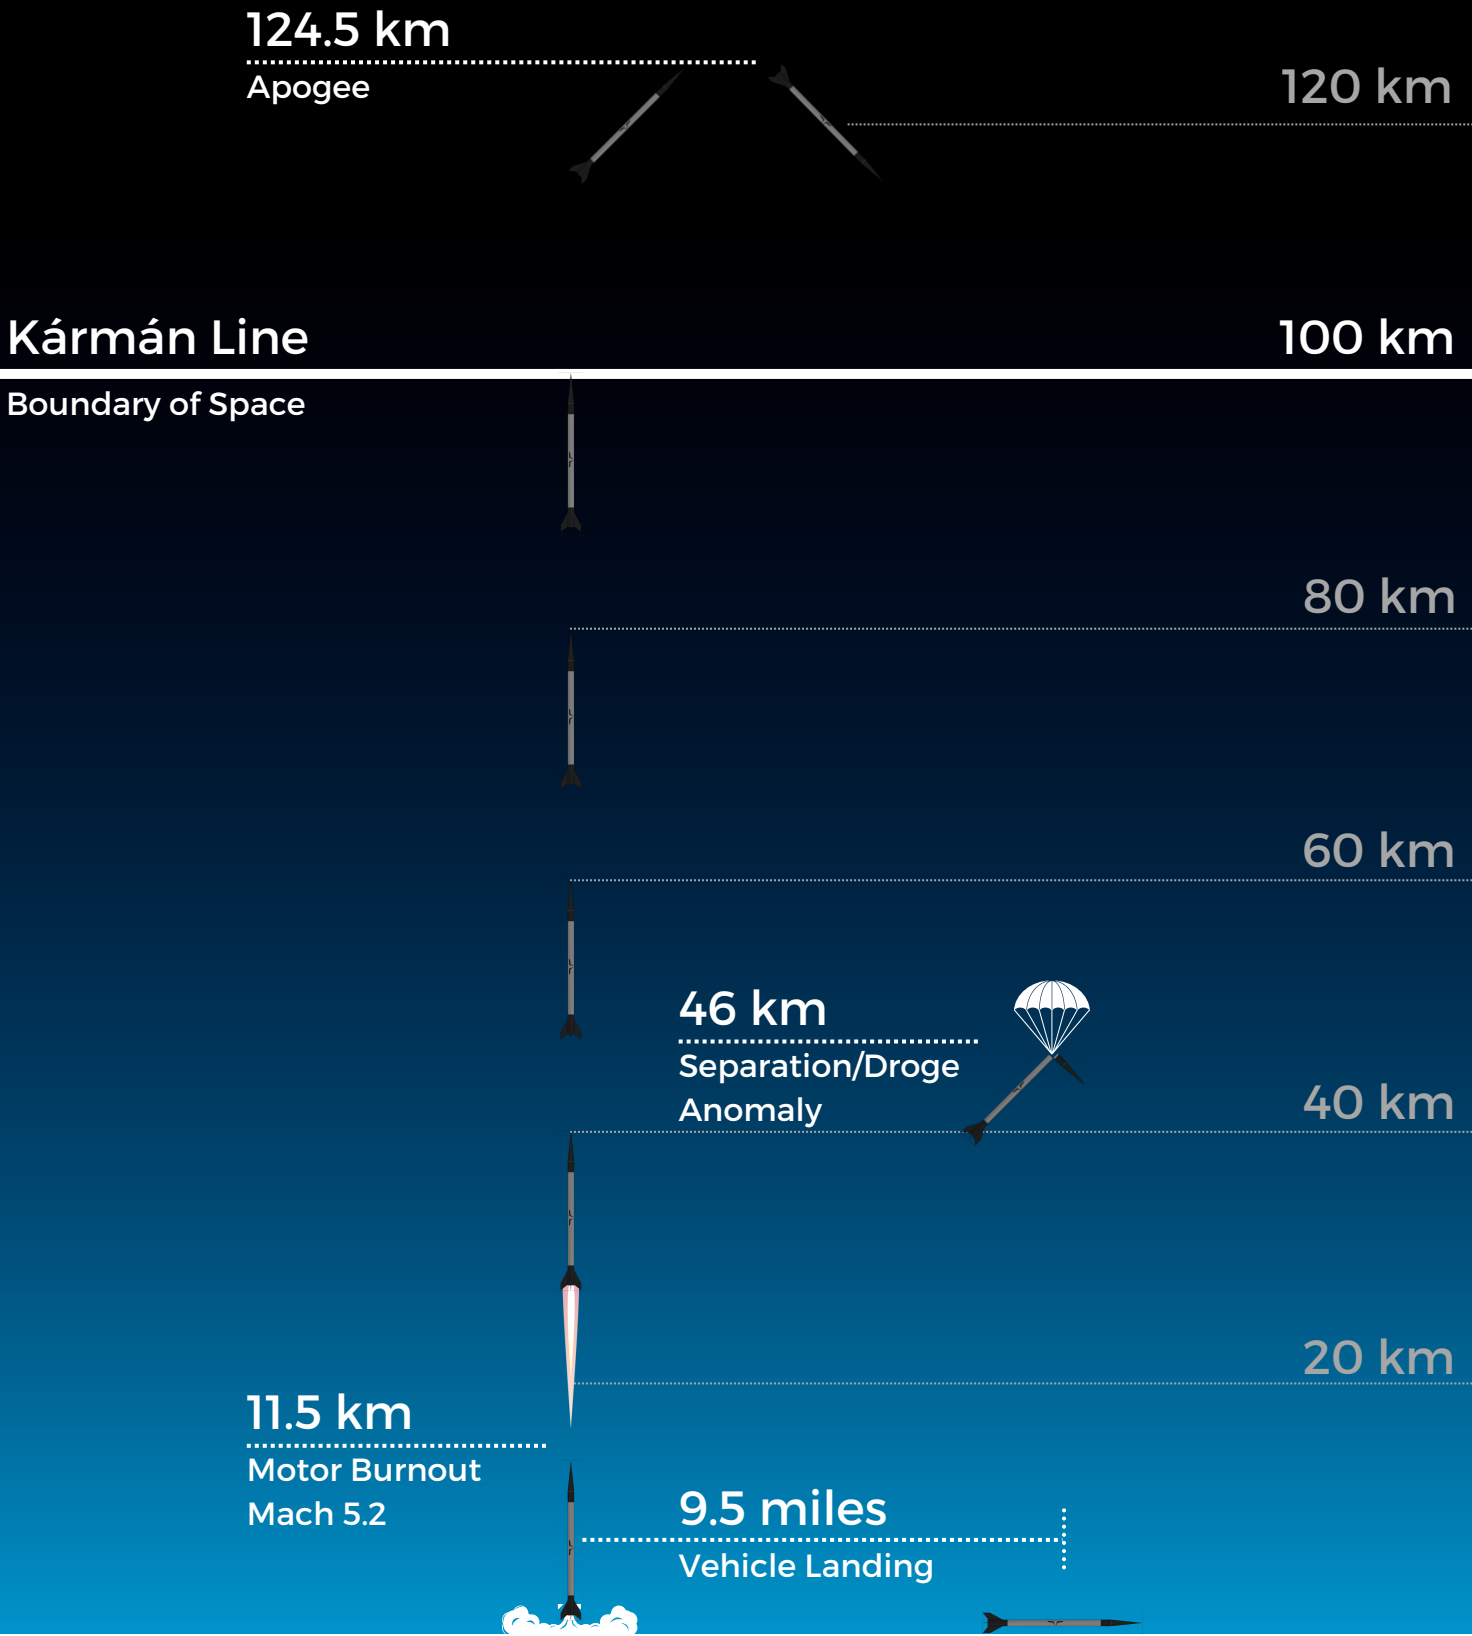 124.5 km
Apogee
120 km
Kármán Line
100 km
Boundary of Space
80 km
60 km
46 km
Separation/Droge
Anomaly
40 km
20 km
11.5 km
Motor Burnout
Mach 5.2
9.5 miles
Vehicle Landing